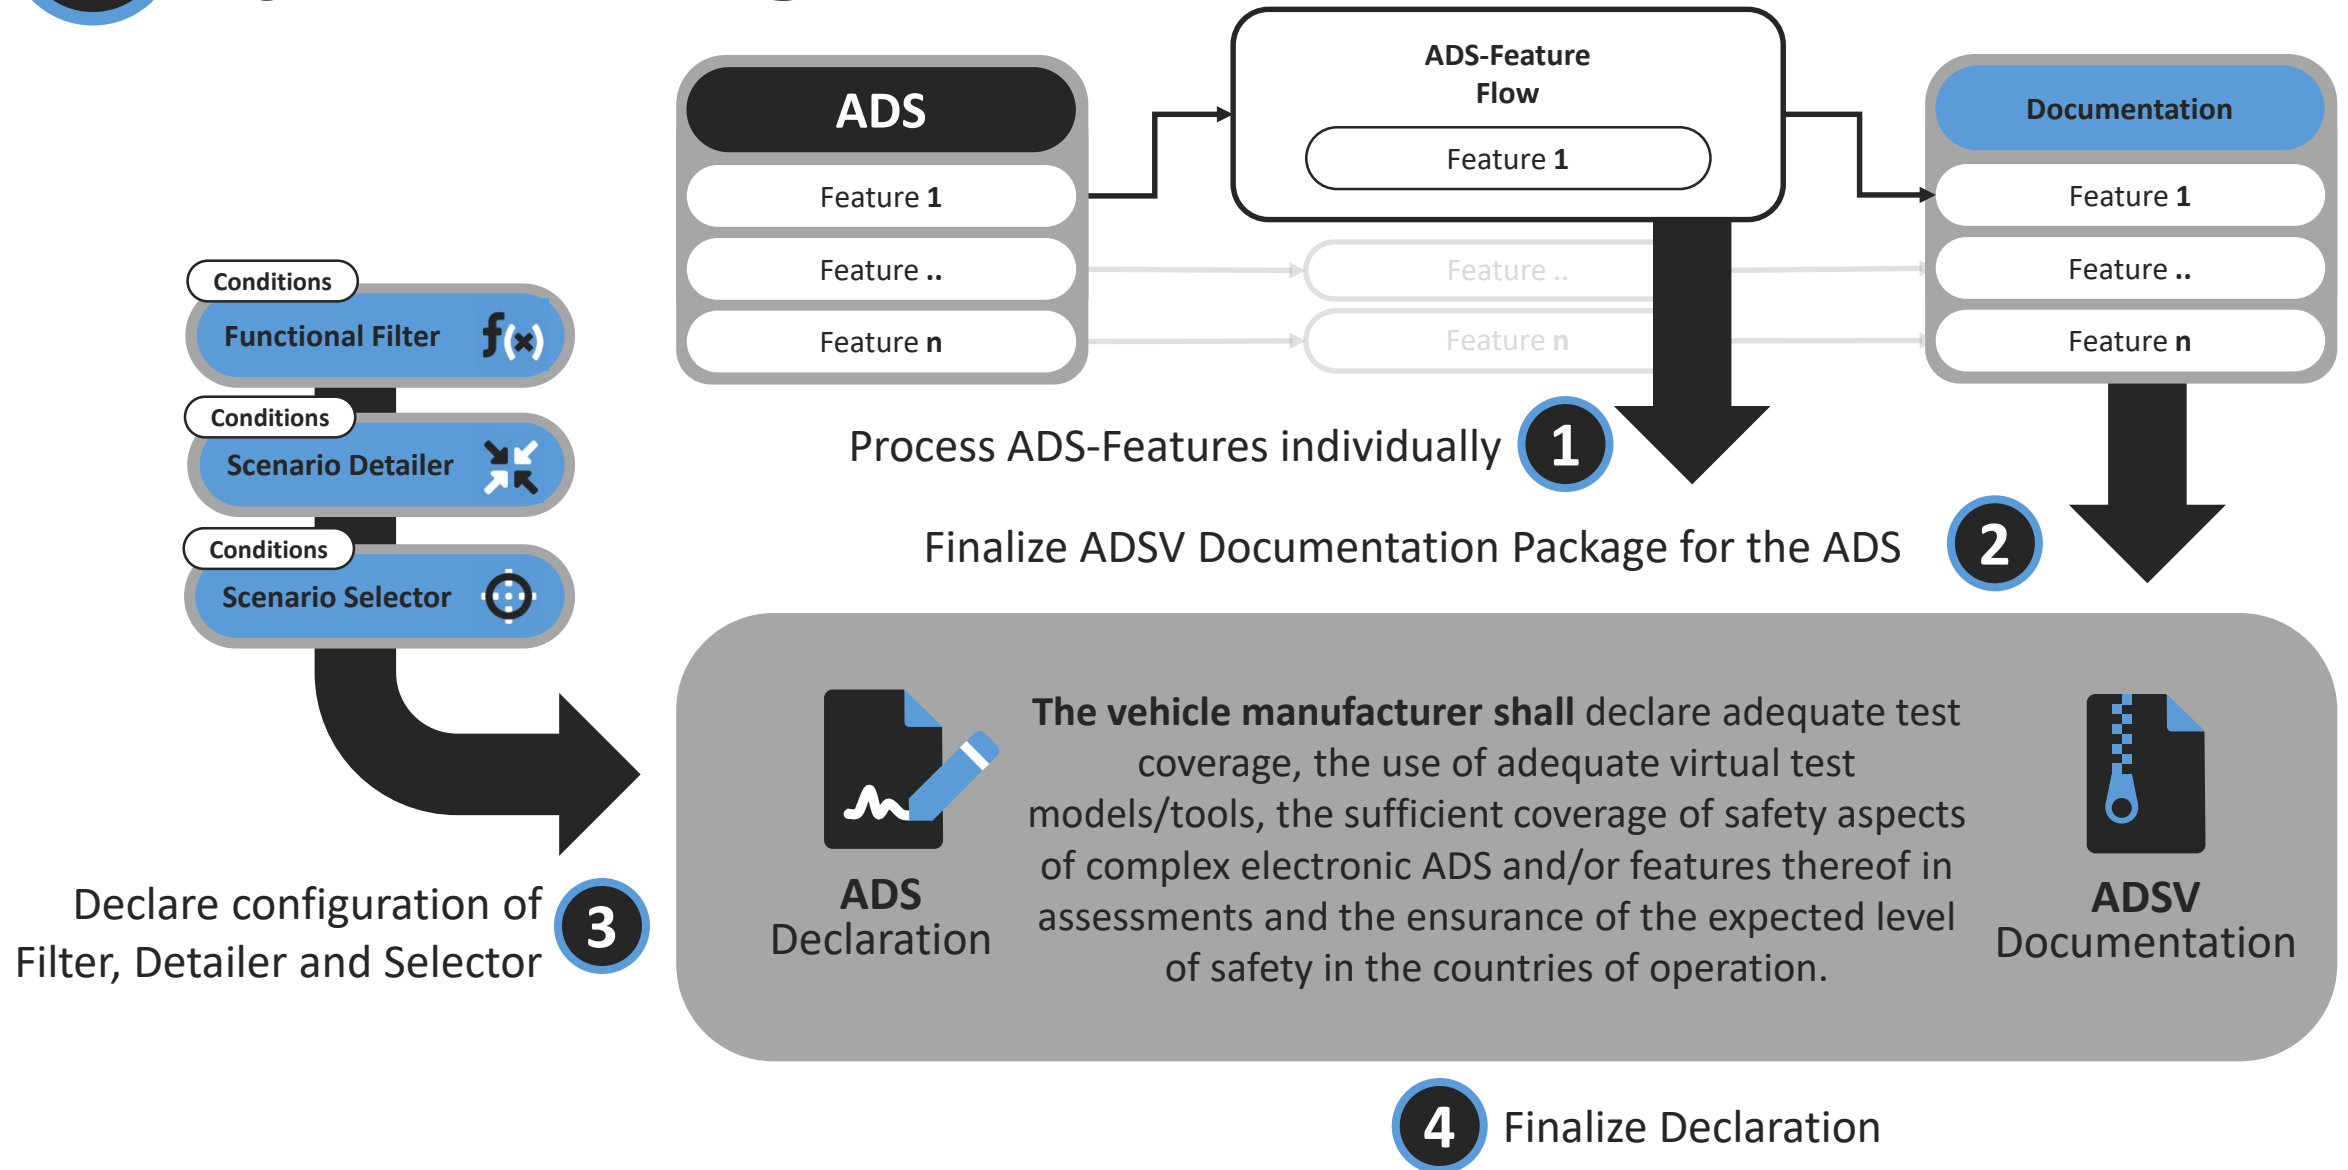 ADS-Feature
Flow
Feature 1
ADS
Feature 1
Feature ..
Feature n
Feature ..
Feature n
Documentation
Feature 1
Feature ..
Feature n
Conditions
Functional Filter f(x)
Conditions
Scenario Detailer
Conditions
Scenario Selector
Process ADS-Features individually 1
Finalize ADSV Documentation Package for the ADS 2
ADS
Declaration
The vehicle manufacturer shall declare adequate test
coverage, the use of adequate virtual test
models/tools, the sufficient coverage of safety aspects
of complex electronic ADS and/or features thereof in
assessments and the ensurance of the expected level
of safety in the countries of operation.
ADSV
Documentation
Declare configuration of
Filter, Detailer and Selector 3
4 Finalize Declaration